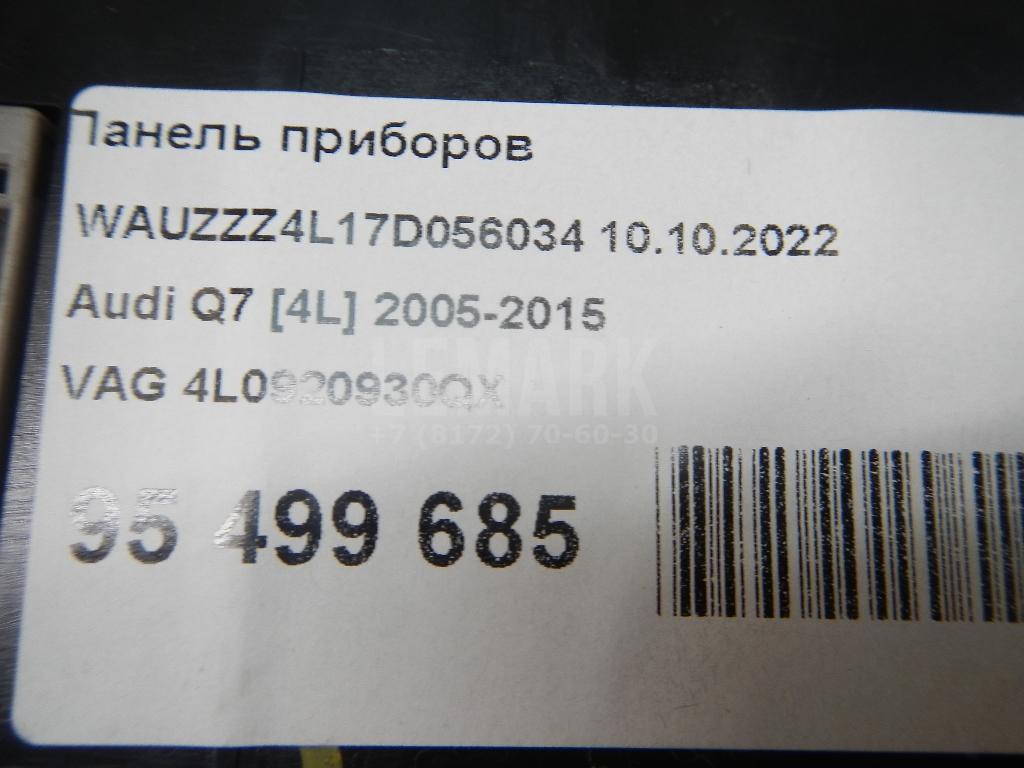 Панель приборов
WAUZZZ4L17D056034 10.10.2022
Audi Q7 [4L] 2005-2015
VAG 4L0920930QX
LEMARK
+7 (8172) 70-60-30
95 499 685